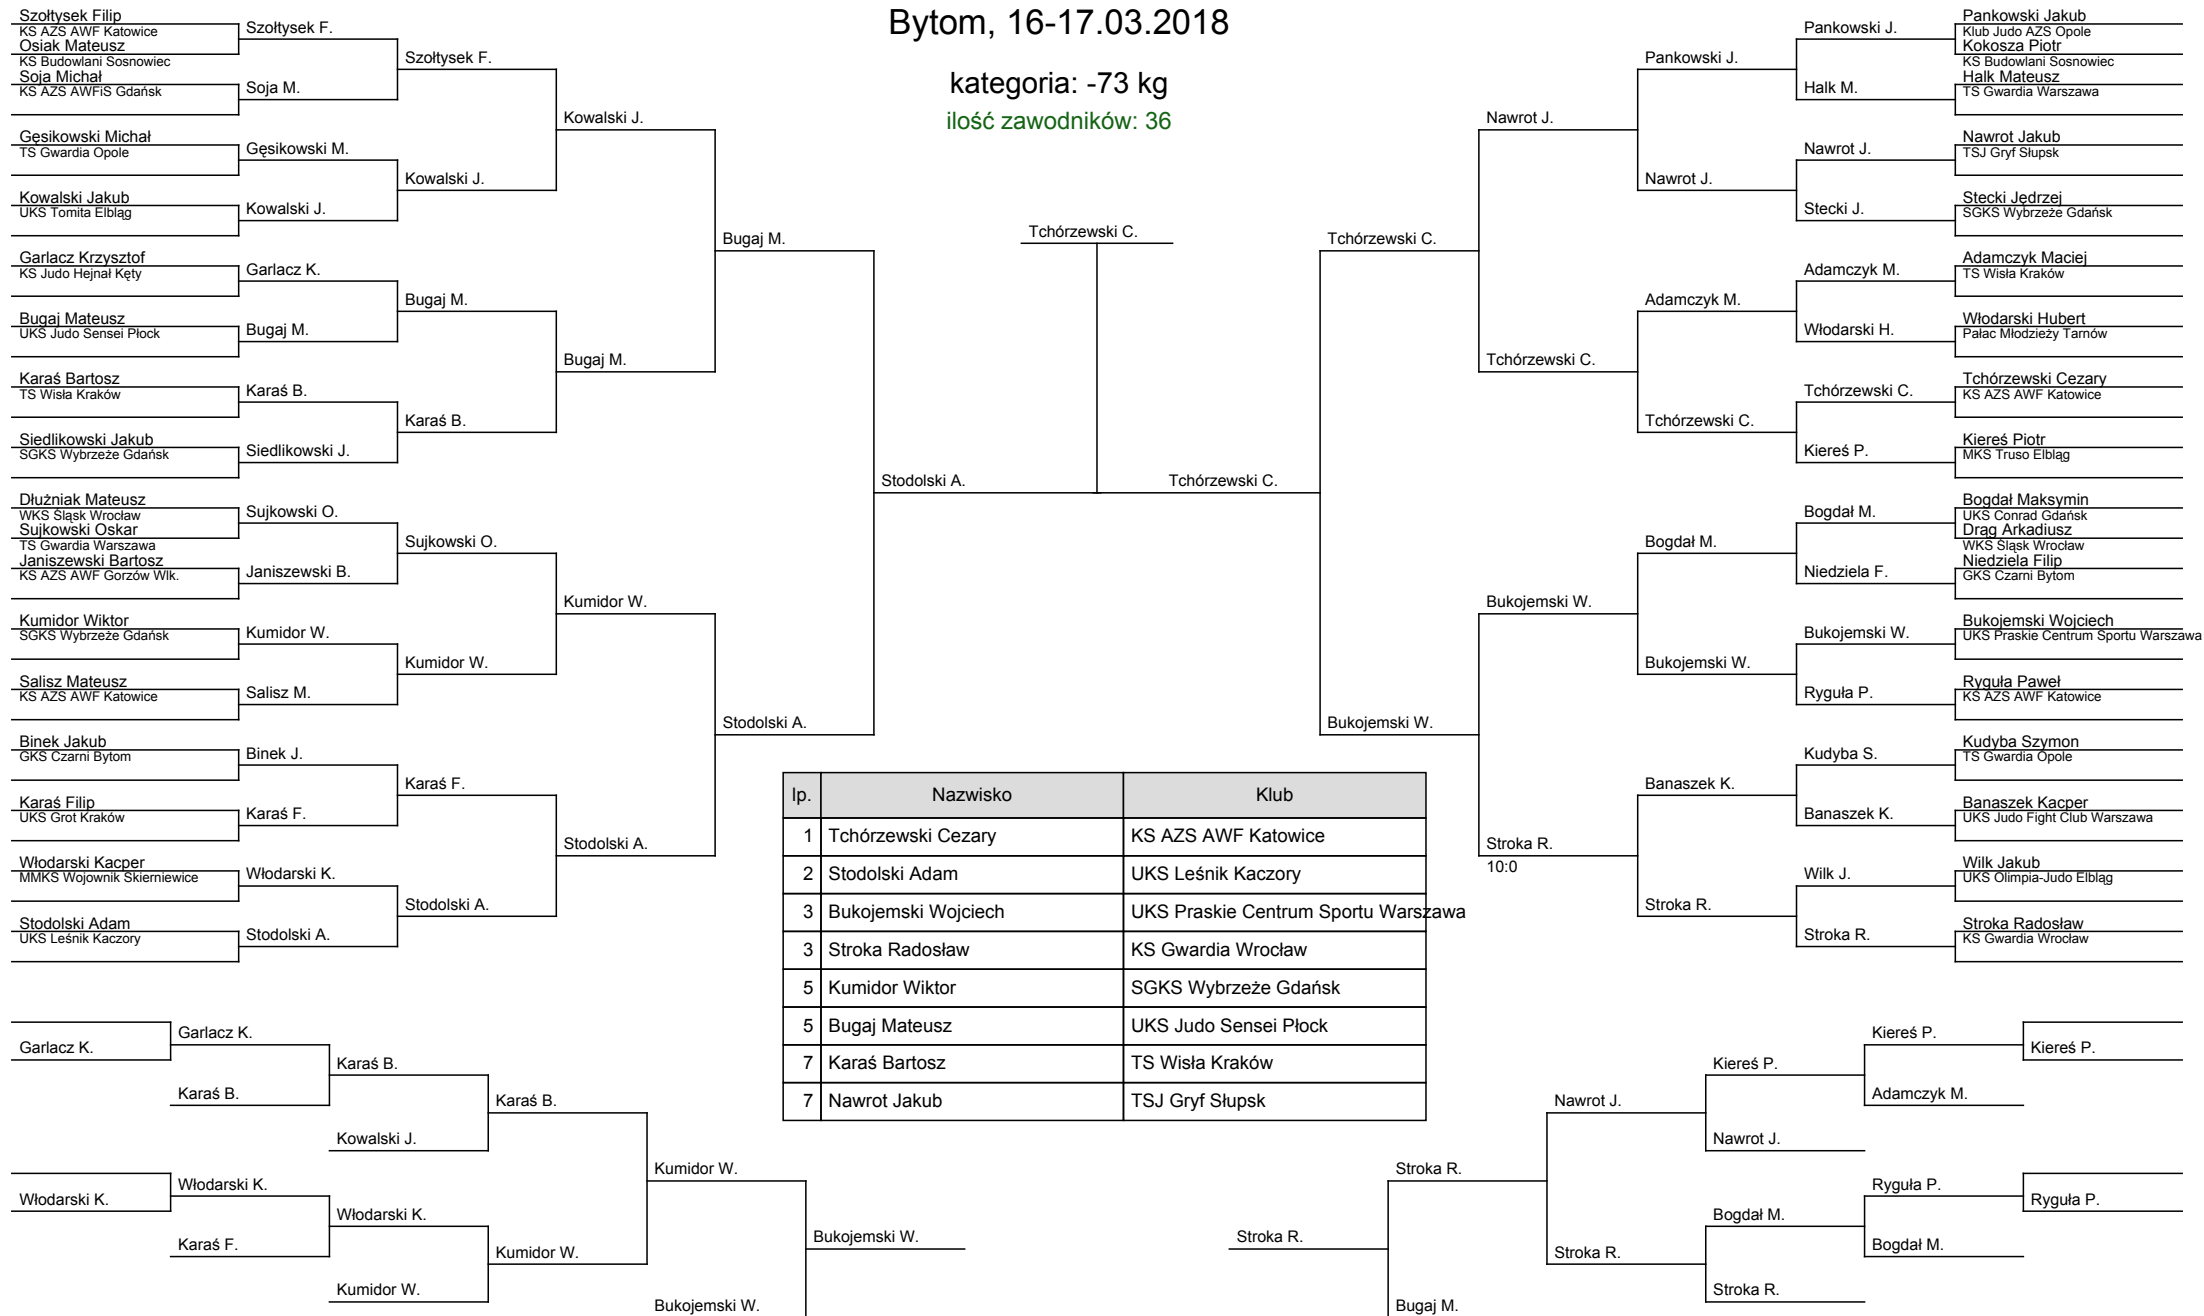 Bytom, 16-17.03.2018
kategoria: -73 kg
ilość zawodników: 36
Szołtysek Filip
KS AZS AWF Katowice
Osiak Mateusz
KS Budowlani Sosnowiec
Soja Michał
KS AZS AWFiS Gdańsk
Gęsikowski Michał
TS Gwardia Opole
Kowalski Jakub
UKS Tomita Elbląg
Garlacz Krzysztof
KS Judo Hejnał Kęty
Bugaj Mateusz
UKS Judo Sensei Płock
Karaś Bartosz
TS Wisła Kraków
Siedlikowski Jakub
SGKS Wybrzeże Gdańsk
Dłużniak Mateusz
WKS Śląsk Wrocław
Sujkowski Oskar
TS Gwardia Warszawa
Janiszewski Bartosz
KS AZS AWF Gorzów Wlk.
Kumidor Wiktor
SGKS Wybrzeże Gdańsk
Salisz Mateusz
KS AZS AWF Katowice
Binek Jakub
GKS Czarni Bytom
Karaś Filip
UKS Grot Kraków
Włodarski Kacper
MMKS Wojownik Skierniewice
Stodolski Adam
UKS Leśnik Kaczory
Szołtysek F.
Soja M.
Gęsikowski M.
Kowalski J.
Garlacz K.
Bugaj M.
Karaś B.
Siedlikowski J.
Sujkowski O.
Janiszewski B.
Kumidor W.
Salisz M.
Binek J.
Karaś F.
Włodarski K.
Stodolski A.
Szołtysek F.
Kowalski J.
Bugaj M.
Karaś B.
Sujkowski O.
Kumidor W.
Karaś F.
Stodolski A.
Kowalski J.
Bugaj M.
Kumidor W.
Stodolski A.
Bugaj M.
Stodolski A.
Stodolski A.
Tchórzewski C.
Tchórzewski C.
Tchórzewski C.
Bukojemski W.
Nawrot J.
Tchórzewski C.
Bukojemski W.
Stroka R.
10:0
Pankowski J.
Nawrot J.
Adamczyk M.
Tchórzewski C.
Bogdał M.
Bukojemski W.
Banaszek K.
Stroka R.
Pankowski J.
Halk M.
Nawrot J.
Stecki J.
Adamczyk M.
Włodarski H.
Tchórzewski C.
Kiereś P.
Bogdał M.
Niedziela F.
Bukojemski W.
Ryguła P.
Kudyba S.
Banaszek K.
Wilk J.
Stroka R.
Pankowski Jakub
Klub Judo AZS Opole
Kokosza Piotr
KS Budowlani Sosnowiec
Halk Mateusz
TS Gwardia Warszawa
Nawrot Jakub
TSJ Gryf Słupsk
Stecki Jędrzej
SGKS Wybrzeże Gdańsk
Adamczyk Maciej
TS Wisła Kraków
Włodarski Hubert
Pałac Młodzieży Tarnów
Tchórzewski Cezary
KS AZS AWF Katowice
Kiereś Piotr
MKS Truso Elbląg
Bogdał Maksymin
UKS Conrad Gdańsk
Drąg Arkadiusz
WKS Śląsk Wrocław
Niedziela Filip
GKS Czarni Bytom
Bukojemski Wojciech
UKS Praskie Centrum Sportu Warszawa
Ryguła Paweł
KS AZS AWF Katowice
Kudyba Szymon
TS Gwardia Opole
Banaszek Kacper
UKS Judo Fight Club Warszawa
Wilk Jakub
UKS Olimpia-Judo Elbląg
Stroka Radosław
KS Gwardia Wrocław
lp. Nazwisko Klub
1 Tchórzewski Cezary KS AZS AWF Katowice
2 Stodolski Adam UKS Leśnik Kaczory
3 Bukojemski Wojciech UKS Praskie Centrum Sportu Warszawa
3 Stroka Radosław KS Gwardia Wrocław
5 Kumidor Wiktor SGKS Wybrzeże Gdańsk
5 Bugaj Mateusz UKS Judo Sensei Płock
7 Karaś Bartosz TS Wisła Kraków
7 Nawrot Jakub TSJ Gryf Słupsk
Garlacz K.
Włodarski K.
Garlacz K.
Karaś B.
Włodarski K.
Karaś F.
Karaś B.
Kowalski J.
Włodarski K.
Kumidor W.
Karaś B.
Kumidor W.
Kumidor W.
Bukojemski W.
Bukojemski W.
Stroka R.
Stroka R.
Bugaj M.
Nawrot J.
Stroka R.
Kiereś P.
Nawrot J.
Bogdał M.
Stroka R.
Kiereś P.
Adamczyk M.
Ryguła P.
Bogdał M.
Kiereś P.
Ryguła P.